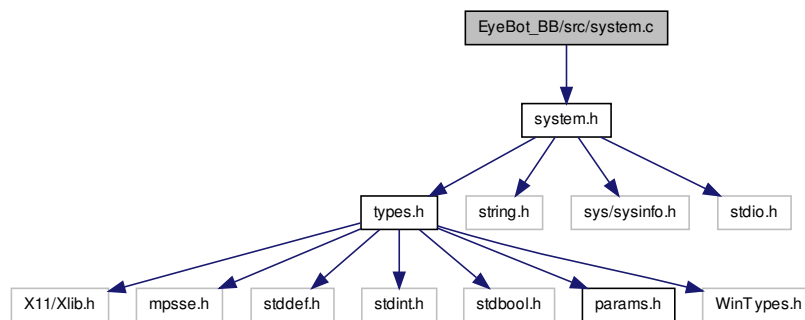 EyeBot_BB/src/system.c
system.h
types.h
string.h
sys/sysinfo.h
stdio.h
X11/Xlib.h
mpsse.h
stddef.h
stdint.h
stdbool.h
params.h
WinTypes.h